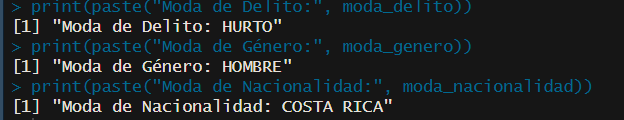 > print(paste("Moda de Delito:", moda_delito))
[1] "Moda de Delito: HURTO"
> print(paste("Moda de Género:", moda_genero))
[1] "Moda de Género: HOMBRE"
> print(paste("Moda de Nacionalidad:", moda_nacionalidad))
[1] "Moda de Nacionalidad: COSTA RICA"